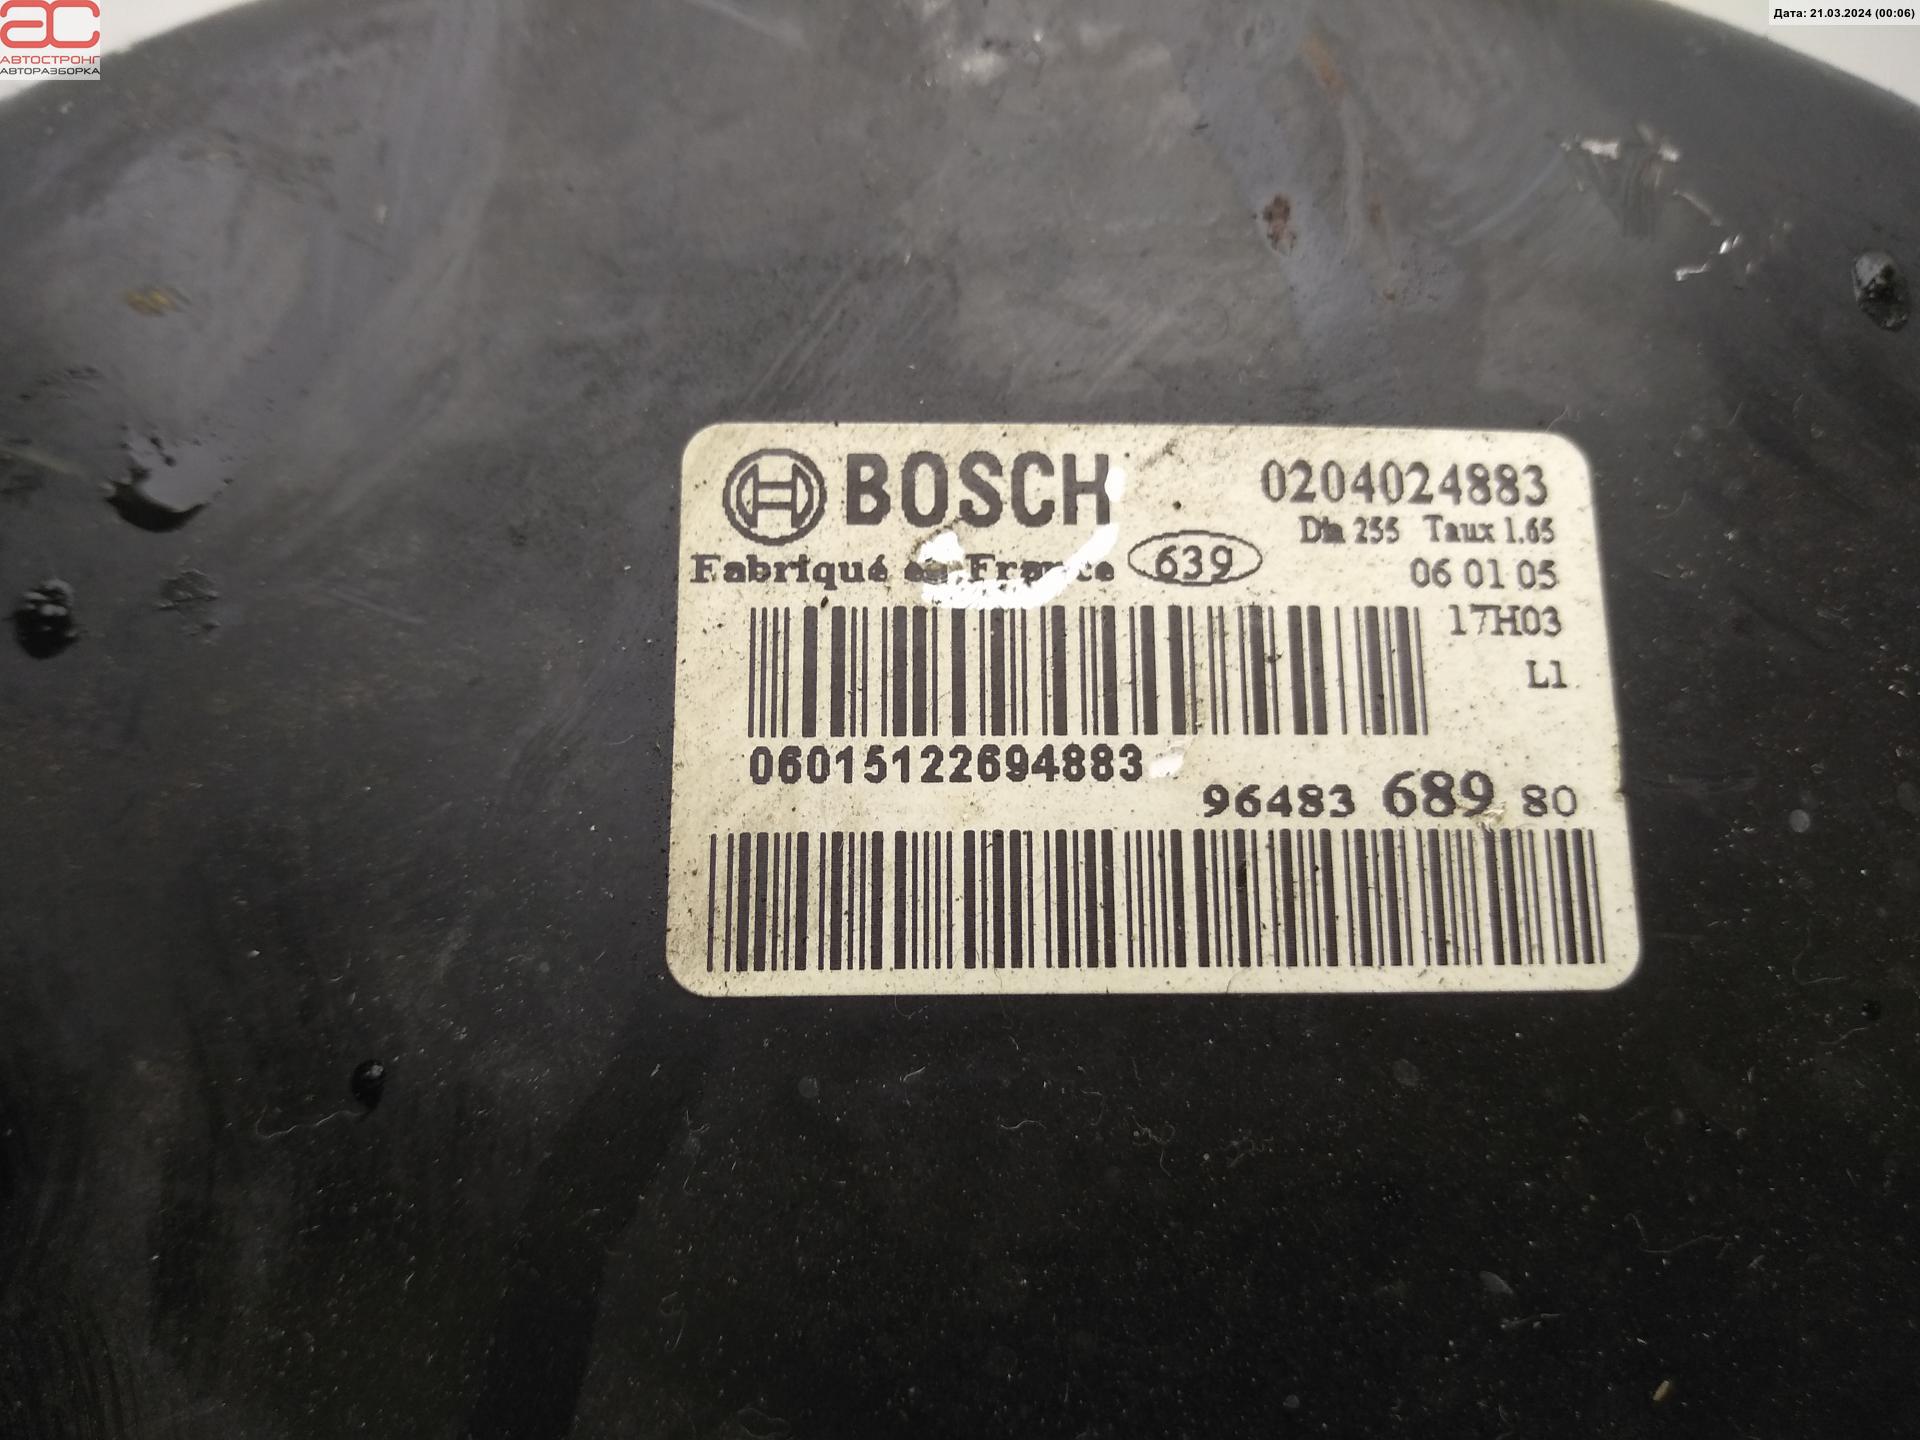 AC
АВТОСТРОНГ
АВТОРАЗБОРКА
Дата: 21.03.2024 (00:06)
BOSCH
0204024883
Dia 255 Taux 1.65
Fabriqué en France 639
06 01 05
17H03
L1
06015122694883
96483 689 80